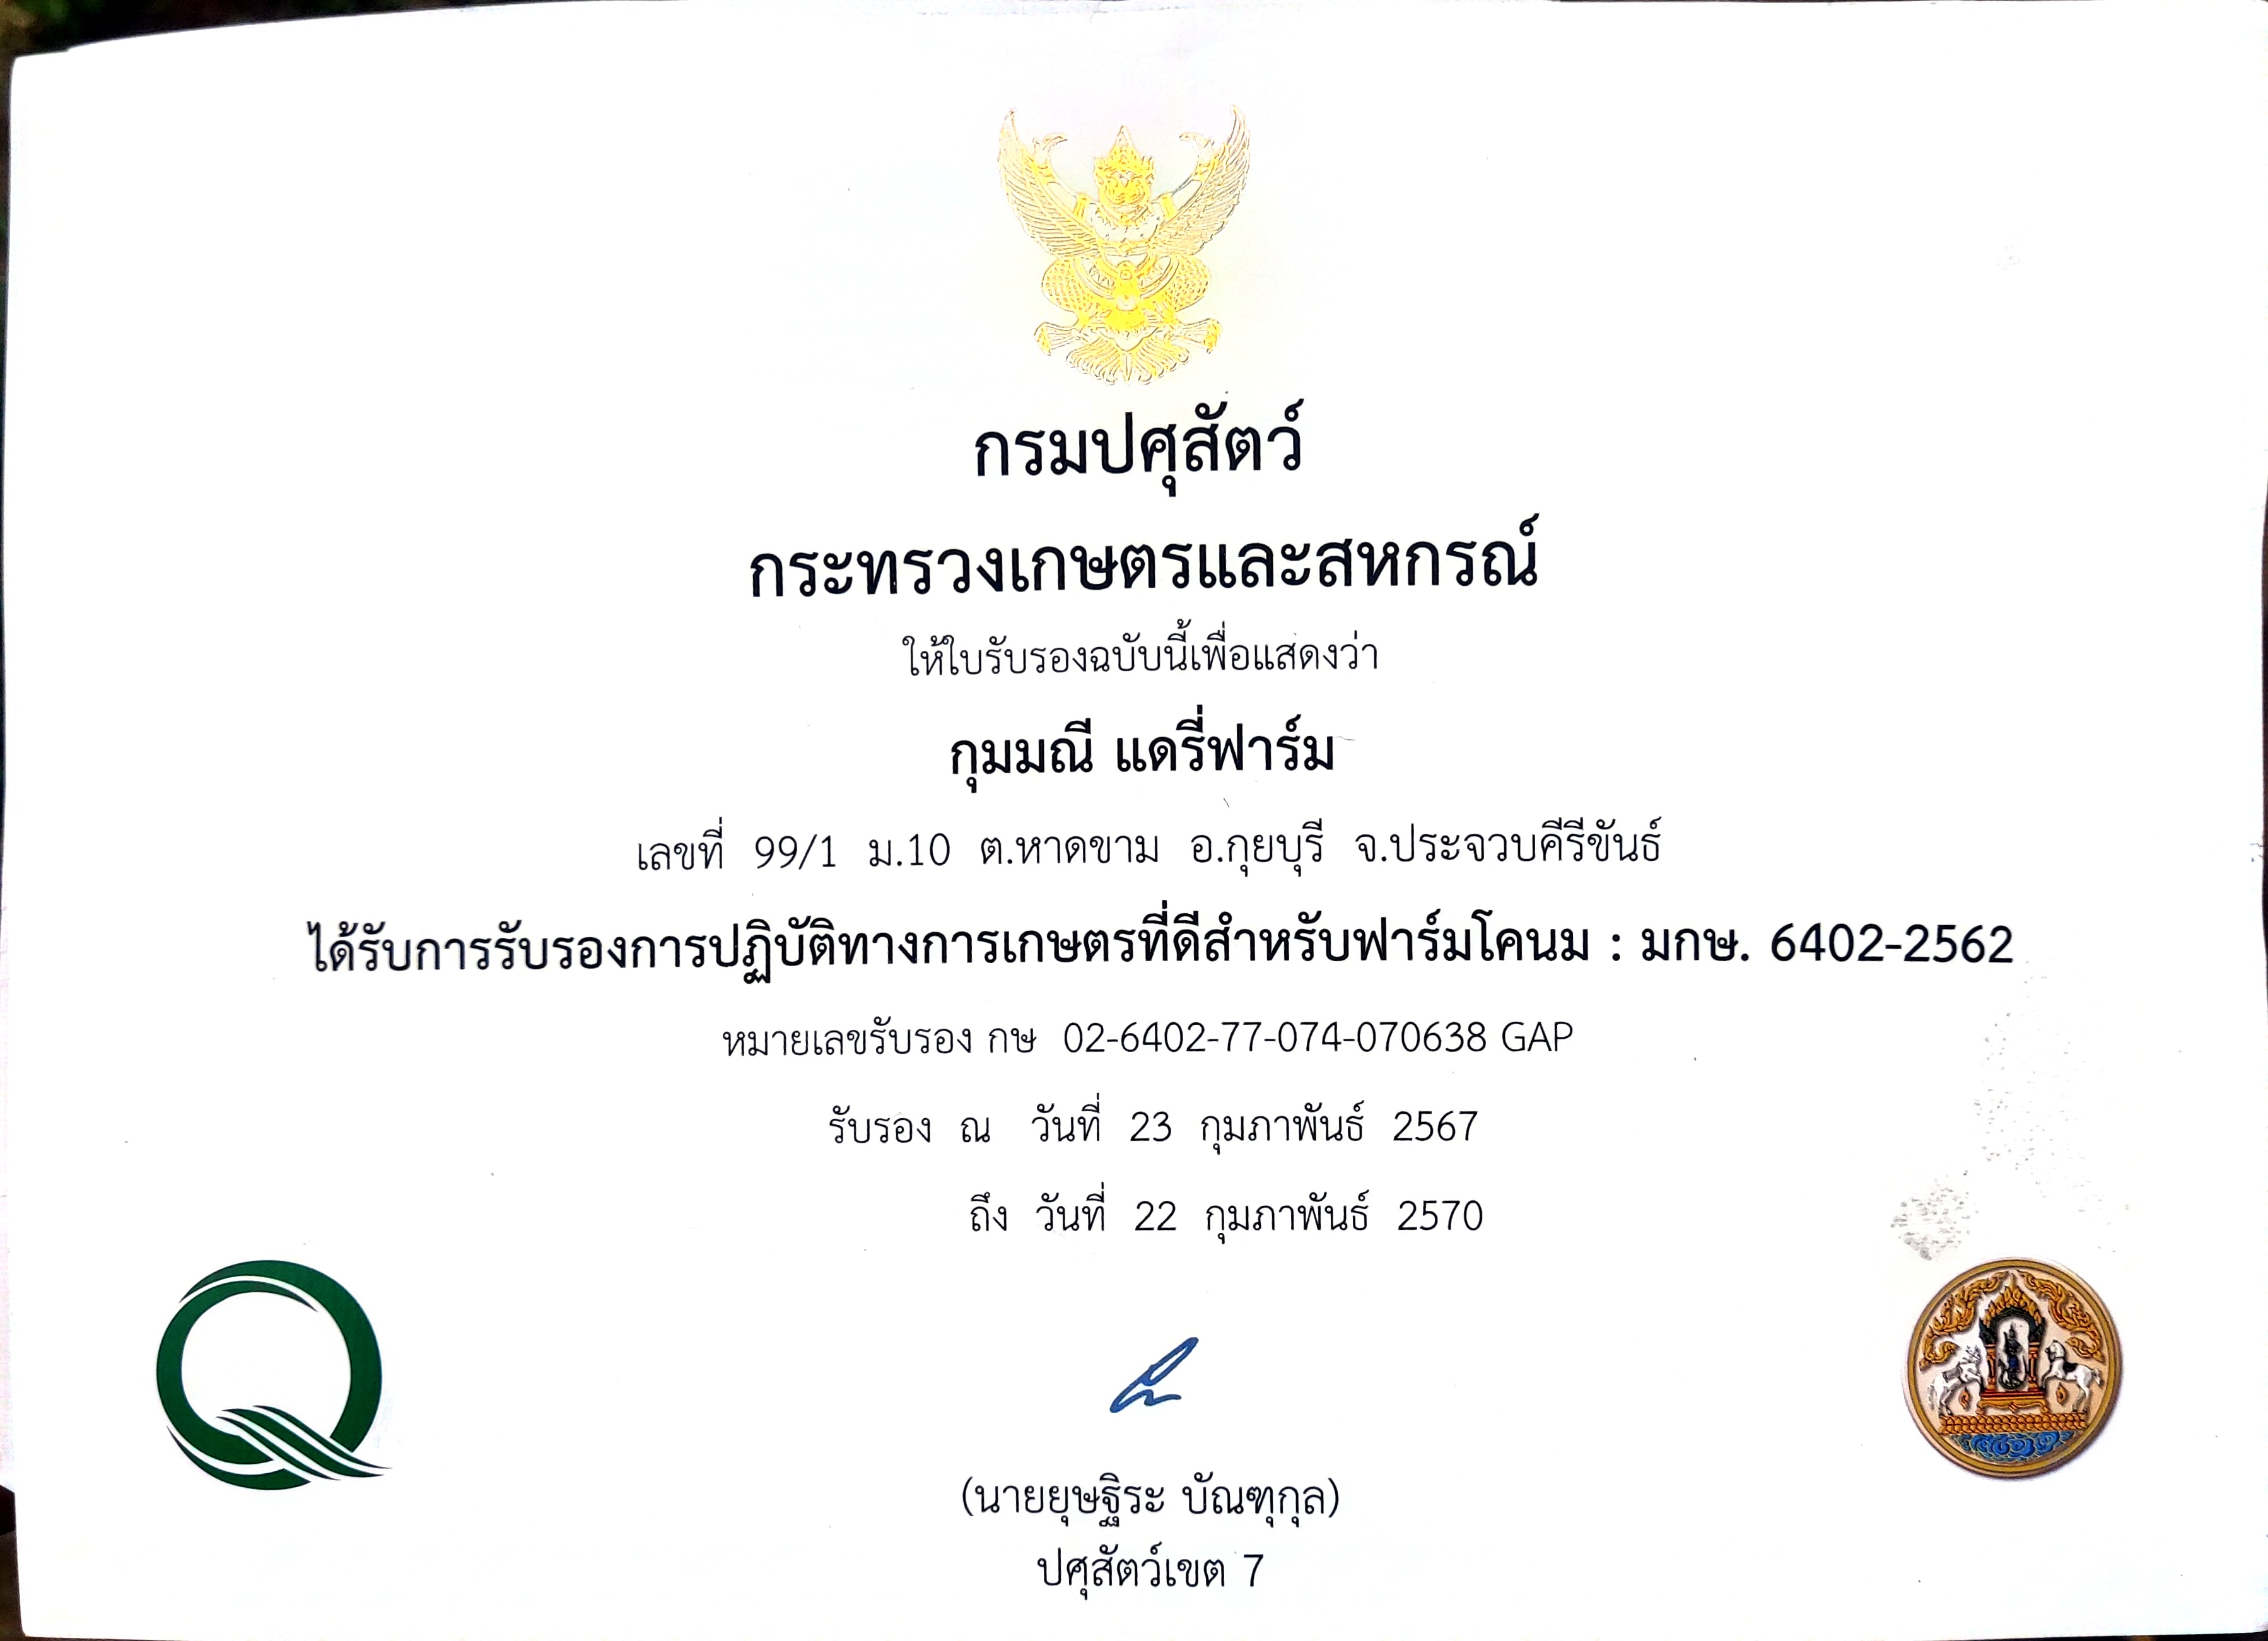 กรมปศุสัตว์
กระทรวงเกษตรและสหกรณ์
ให้ใบรับรองฉบับนี้เพื่อแสดงว่า
กุมมณี แดรี่ฟาร์ม
เลขที่ 99/1 ม.10 ต.หาดขาม อ.กุยบุรี จ.ประจวบคีรีขันธ์
ได้รับการรับรองการปฏิบัติทางการเกษตรที่ดีสำหรับฟาร์มโคนม : มกษ. 6402-2562
หมายเลขรับรอง กษ 02-6402-77-074-070638 GAP
รับรอง ณ วันที่ 23 กุมภาพันธ์ 2567
ถึง วันที่ 22 กุมภาพันธ์ 2570
(นายยุษฐิระ บัณฑุกุล)
ปศุสัตว์เขต 7